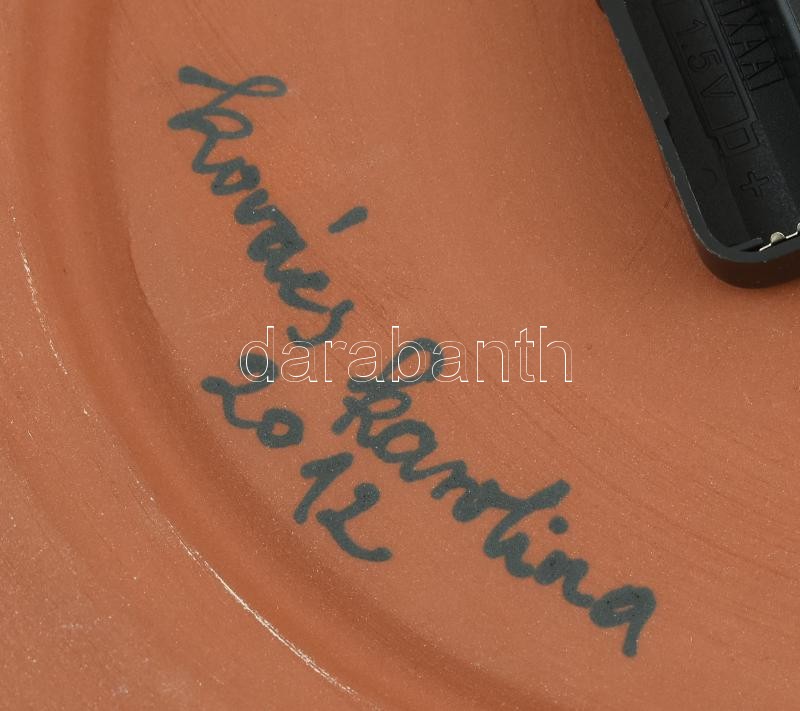 Kovács Karolina
2012
1.5V
+
darabanth